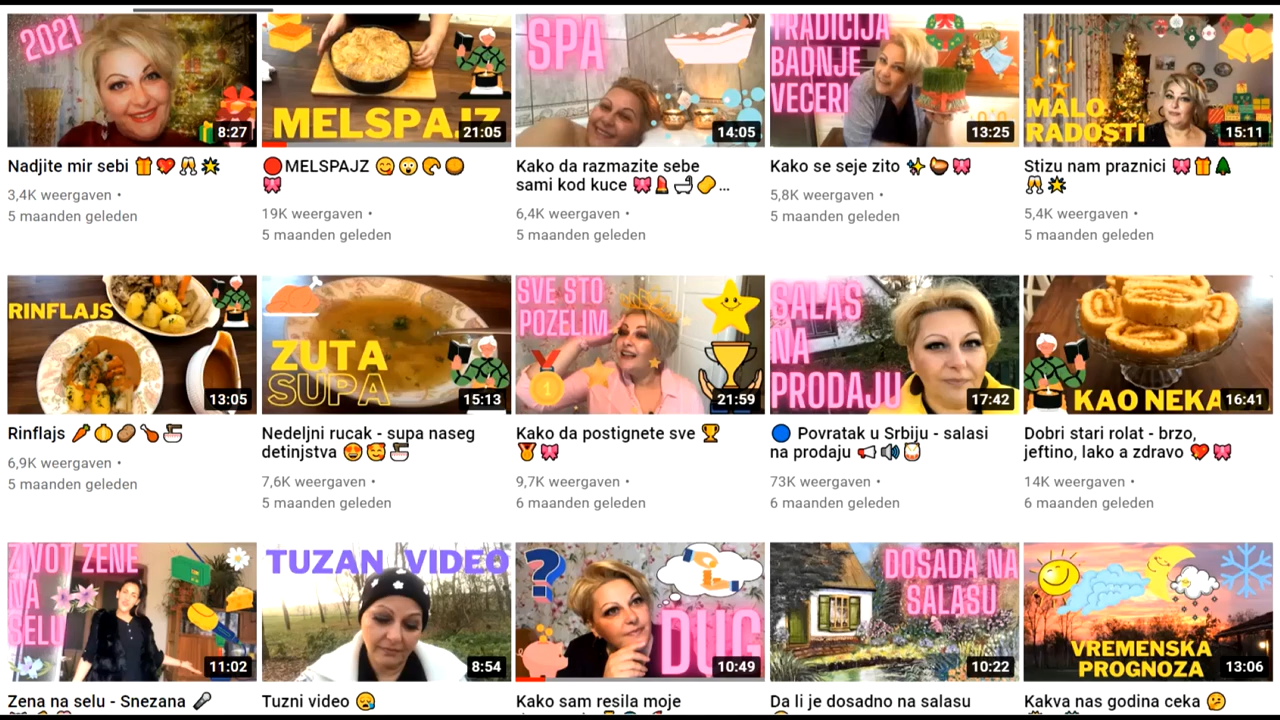 2021
8:27
MELSPAJZ
21:05
SPA
14:05
TRADICIJA
BADNJE
VECERI
13:25
MALO
RADOSTI
15:11
Nadjite mir sebi 🎁❤️🥂🌟
3,4K weergaven •
5 maanden geleden
🔴MELSPAJZ 😋😲🥐🥮
🎀
19K weergaven •
5 maanden geleden
Kako da razmazite sebe
sami kod kuce 🎀💄🛁🥔...
6,4K weergaven •
5 maanden geleden
Kako se seje zito ✨🥣🎀
5,8K weergaven •
5 maanden geleden
Stizu nam praznici 🎀🎁🌲
🥂🌟
5,4K weergaven •
5 maanden geleden
RINFLAJS
13:05
ZUTA
SUPA
15:13
SVE STO
POZELIM
1
21:59
SALAS
NA
PRODAJU
17:42
KAO NEKA
16:41
Rinflajs 🥕🧅🥔🍗🍜
6,9K weergaven •
5 maanden geleden
Nedeljni rucak - supa naseg
detinjstva 😍🥰🍜
7,6K weergaven •
5 maanden geleden
Kako da postignete sve 🏆
🏅🎀
9,7K weergaven •
6 maanden geleden
🔵 Povratak u Srbiju - salasi
na prodaju 📢🔊🥁
73K weergaven •
6 maanden geleden
Dobri stari rolat - brzo,
jeftino, lako a zdravo 💖🎀
14K weergaven •
6 maanden geleden
ZIVOT ZENE
NA
SELU
11:02
TUZAN VIDEO
8:54
?
DUG
10:49
DOSADA NA
SALASU
10:22
VREMENSKA
PROGNOZA
13:06
Zena na selu - Snezana 🎤
Tuzni video 😪
Kako sam resila moje
Da li je dosadno na salasu
Kakva nas godina ceka 🤔